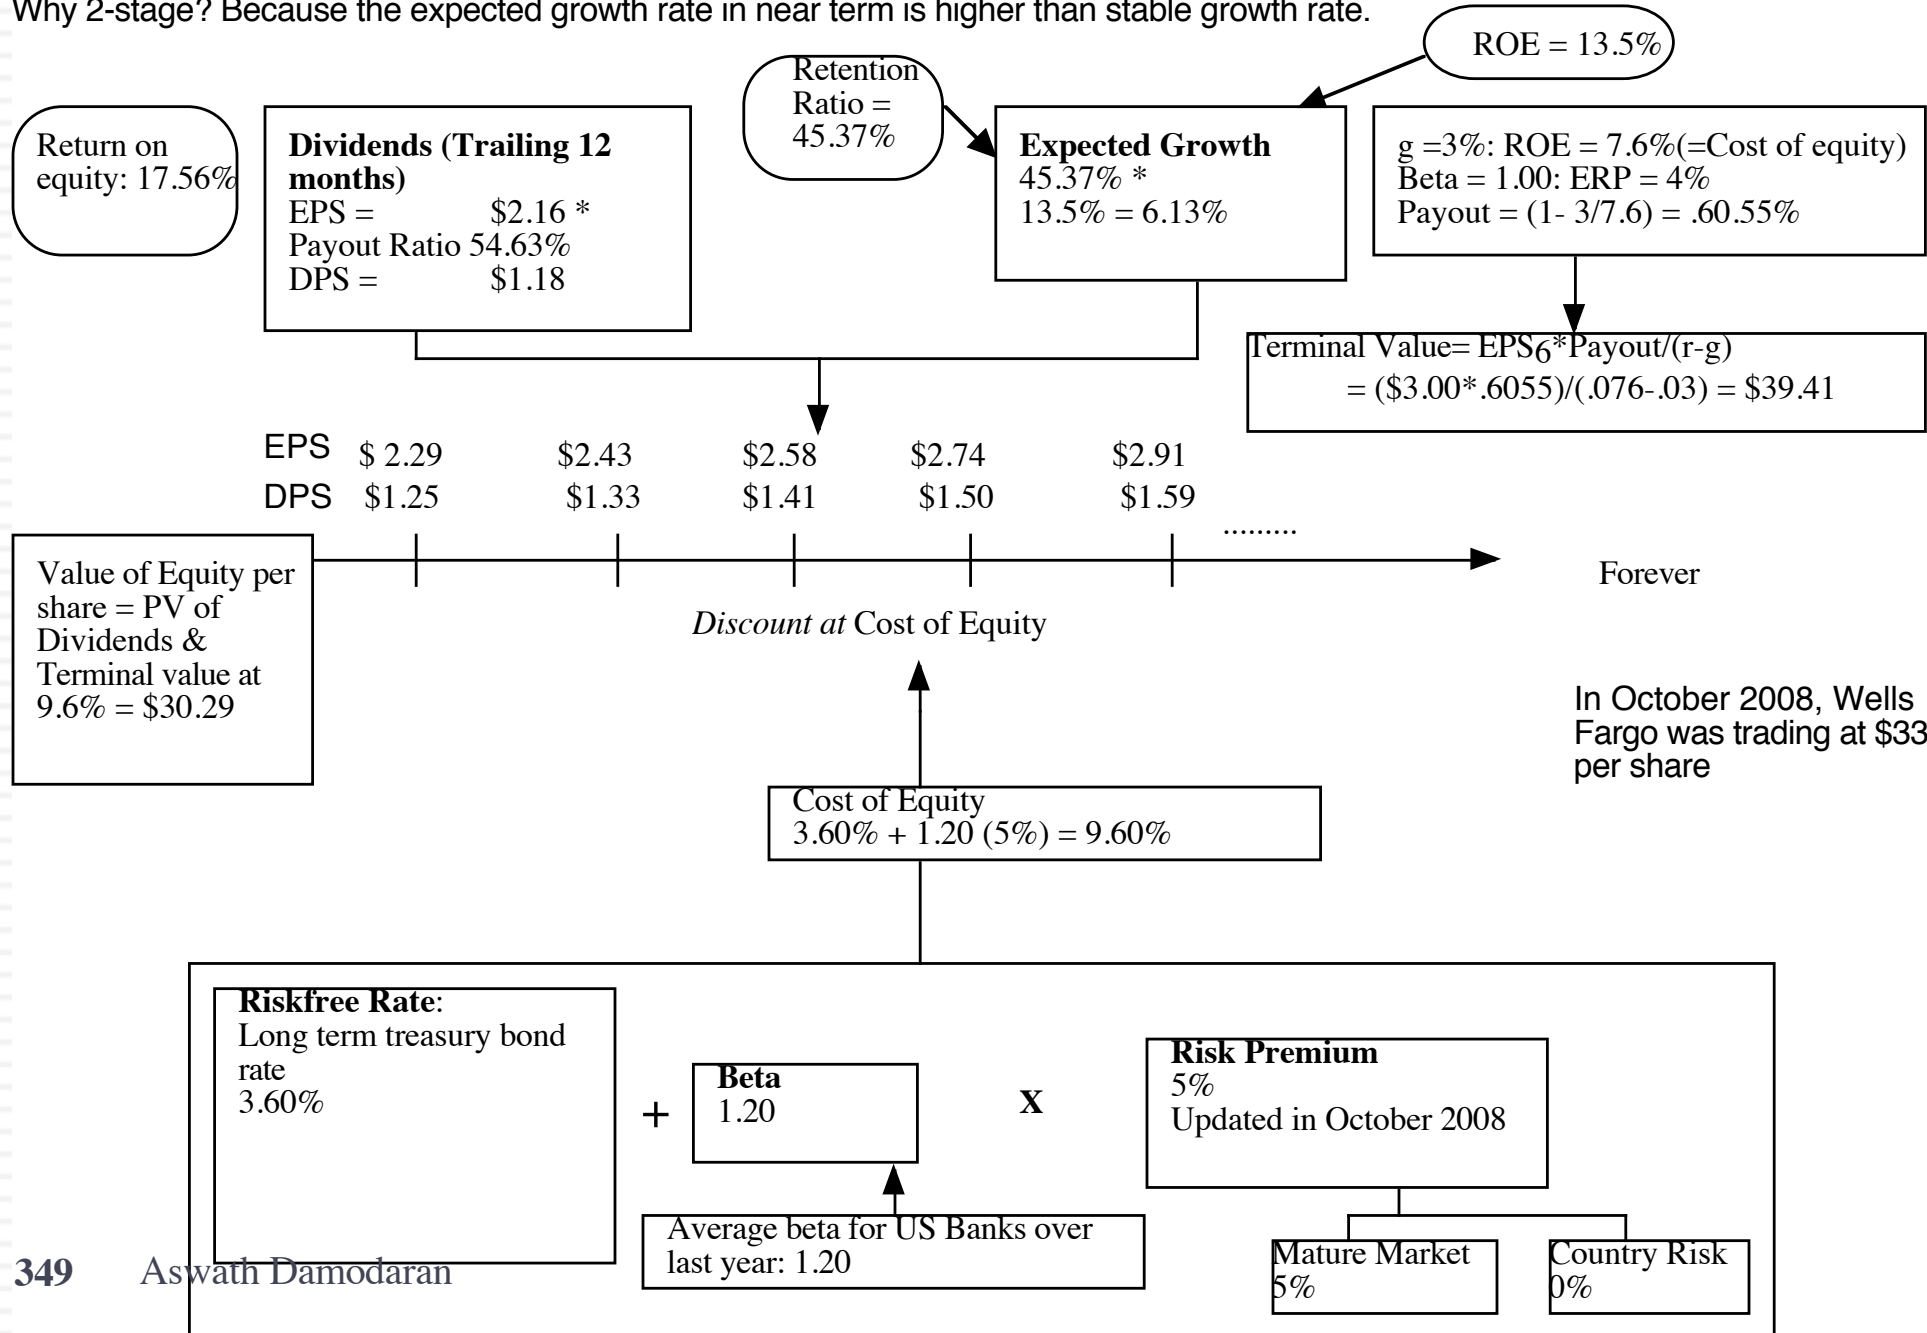 Why 2-stage? Because the expected growth rate in near term is higher than stable growth rate.
ROE = 13.5%
Retention
Ratio =
45.37%
Return on
equity: 17.56%
Dividends (Trailing 12
months)
EPS = $2.16 *
Payout Ratio 54.63%
DPS = $1.18
Expected Growth
45.37% *
13.5% = 6.13%
g =3%: ROE = 7.6%(=Cost of equity)
Beta = 1.00: ERP = 4%
Payout = (1- 3/7.6) = .60.55%
Terminal Value= EPS6*Payout/(r-g)
= ($3.00*.6055)/(.076-.03) = $39.41
EPS $ 2.29 $2.43 $2.58 $2.74 $2.91
DPS $1.25 $1.33 $1.41 $1.50 $1.59
.........
Forever
Value of Equity per
share = PV of
Dividends &
Terminal value at
9.6% = $30.29
Discount at Cost of Equity
In October 2008, Wells
Fargo was trading at $33
per share
Cost of Equity
3.60% + 1.20 (5%) = 9.60%
Riskfree Rate:
Long term treasury bond
rate
3.60%
+
Beta
1.20
X
Risk Premium
5%
Updated in October 2008
Average beta for US Banks over
last year: 1.20
Mature Market
5%
Country Risk
0%
349 Aswath Damodaran